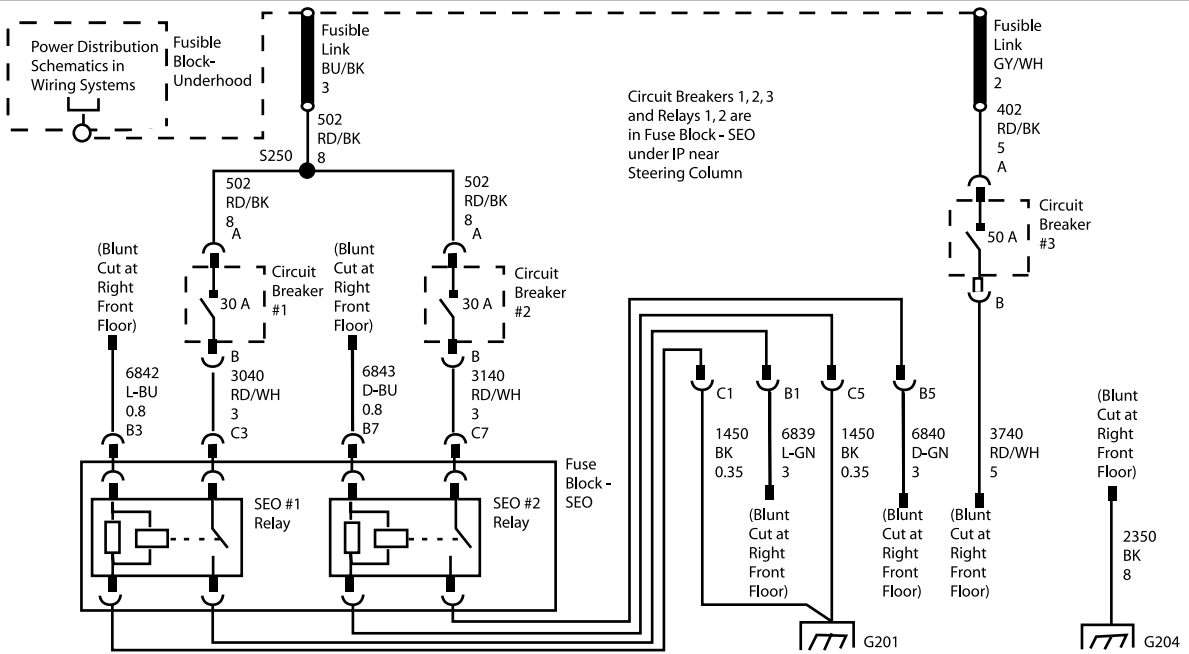 Power Distribution
Schematics in
Wiring Systems
Fusible
Block-
Underhood
Fusible
Link
BU/BK
3
502
RD/BK
8
S250
Circuit Breakers 1, 2, 3
and Relays 1, 2 are
in Fuse Block - SEO
under IP near
Steering Column
Fusible
Link
GY/WH
2
402
RD/BK
5
A
502
RD/BK
8
A
502
RD/BK
8
A
Circuit
Breaker
#3
50 A
B
(Blunt
Cut at
Right
Front
Floor)
Circuit
Breaker
#1
30 A
(Blunt
Cut at
Right
Front
Floor)
Circuit
Breaker
#2
30 A
6842
L-BU
0.8
B3
B
3040
RD/WH
3
C3
6843
D-BU
0.8
B7
B
3140
RD/WH
3
C7
C1
B1
C5
B5
1450
BK
0.35
6839
L-GN
3
1450
BK
0.35
6840
D-GN
3
3740
RD/WH
5
(Blunt
Cut at
Right
Front
Floor)
Fuse
Block -
SEO
SEO #1
Relay
SEO #2
Relay
(Blunt
Cut at
Right
Front
Floor)
(Blunt
Cut at
Right
Front
Floor)
(Blunt
Cut at
Right
Front
Floor)
2350
BK
8
G201
G204